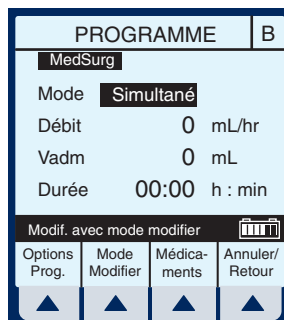 PROGRAMME B
MedSurg
Mode Simultané
Débit 0 mL/hr
Vadm 0 mL
Durée 00:00 h : min
Modif. avec mode modifier
Options Mode Médica- Annuler/
Prog. Modifier ments Retour